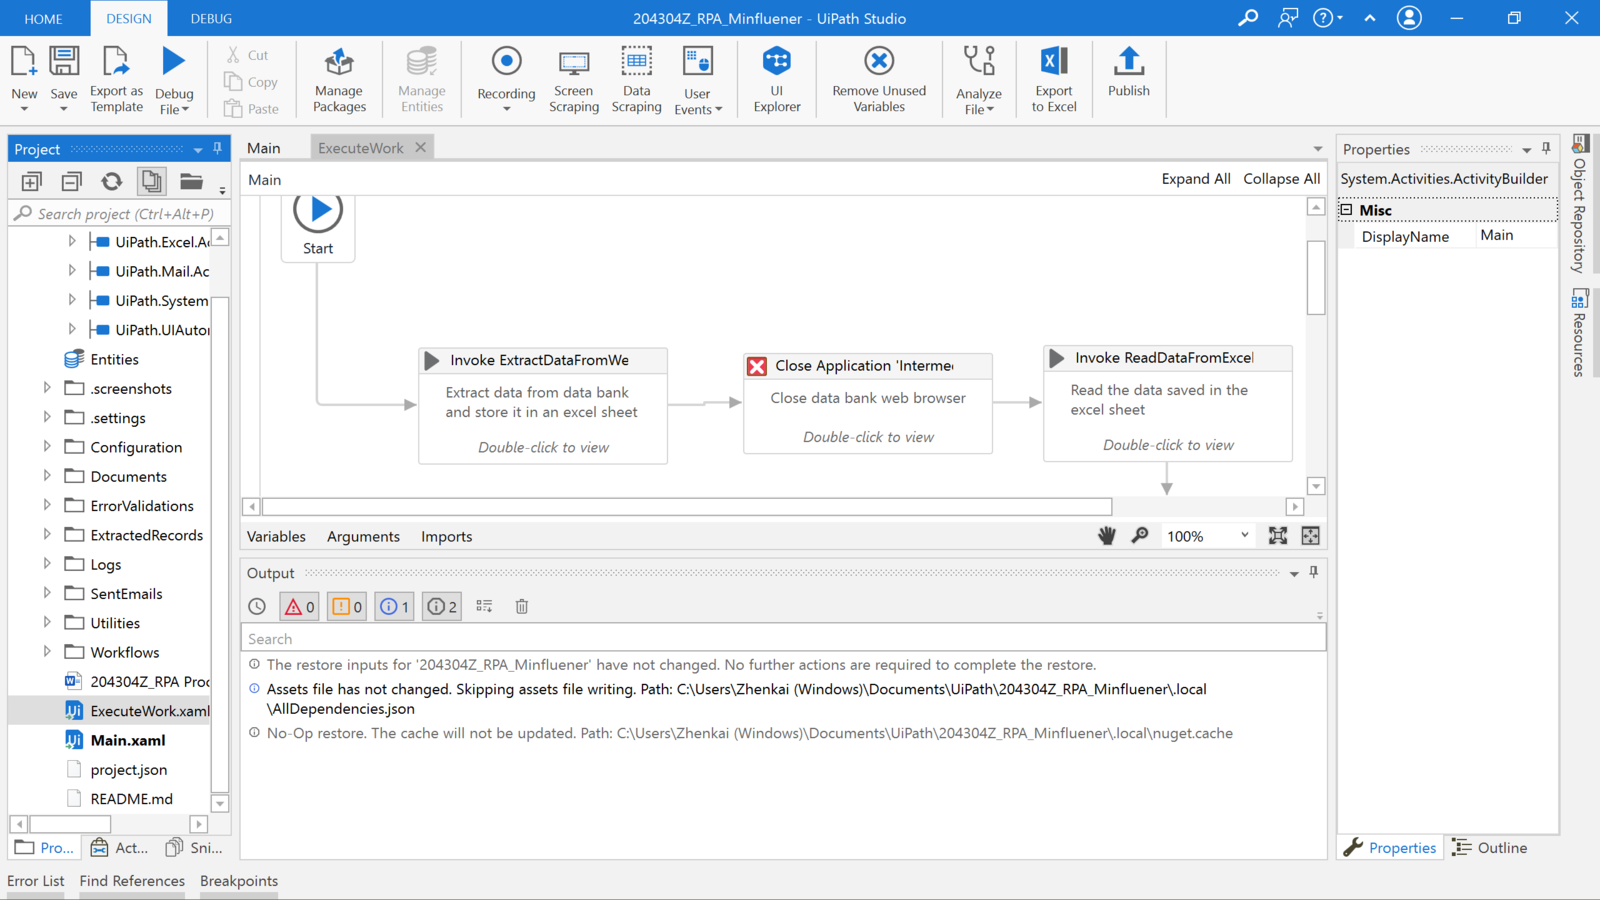 HOME DESIGN DEBUG 204304Z_RPA_Minfluener - UiPath Studio
New Save Export as Template Debug File Cut Copy Paste Manage Packages Manage Entities Recording Screen Scraping Data Scraping User Events UI Explorer Remove Unused Variables Analyze File Export to Excel Publish
Project
Search project (Ctrl+Alt+P)
UiPath.Excel.Ac
UiPath.Mail.Ac
UiPath.System
UiPath.UIAutor
Entities
.screenshots
.settings
Configuration
Documents
ErrorValidations
ExtractedRecords
Logs
SentEmails
Utilities
Workflows
204304Z_RPA Proc
ExecuteWork.xaml
Main.xaml
project.json
README.md
Pro... Act... Sni...
Main ExecuteWork
Main Expand All Collapse All
Start
Invoke ExtractDataFromWe
Extract data from data bank
and store it in an excel sheet
Double-click to view
Close Application 'Intermed
Close data bank web browser
Double-click to view
Invoke ReadDataFromExcel
Read the data saved in the
excel sheet
Double-click to view
Variables Arguments Imports 100%
Output
0 0 1 2
Search
The restore inputs for '204304Z_RPA_Minfluener' have not changed. No further actions are required to complete the restore.
Assets file has not changed. Skipping assets file writing. Path: C:\Users\Zhenkai (Windows)\Documents\UiPath\204304Z_RPA_Minfluener\.local
\AllDependencies.json
No-Op restore. The cache will not be updated. Path: C:\Users\Zhenkai (Windows)\Documents\UiPath\204304Z_RPA_Minfluener\.local\nuget.cache
Properties
System.Activities.ActivityBuilder
Misc
DisplayName Main
Properties Outline
Object Repository
Resources
Error List Find References Breakpoints